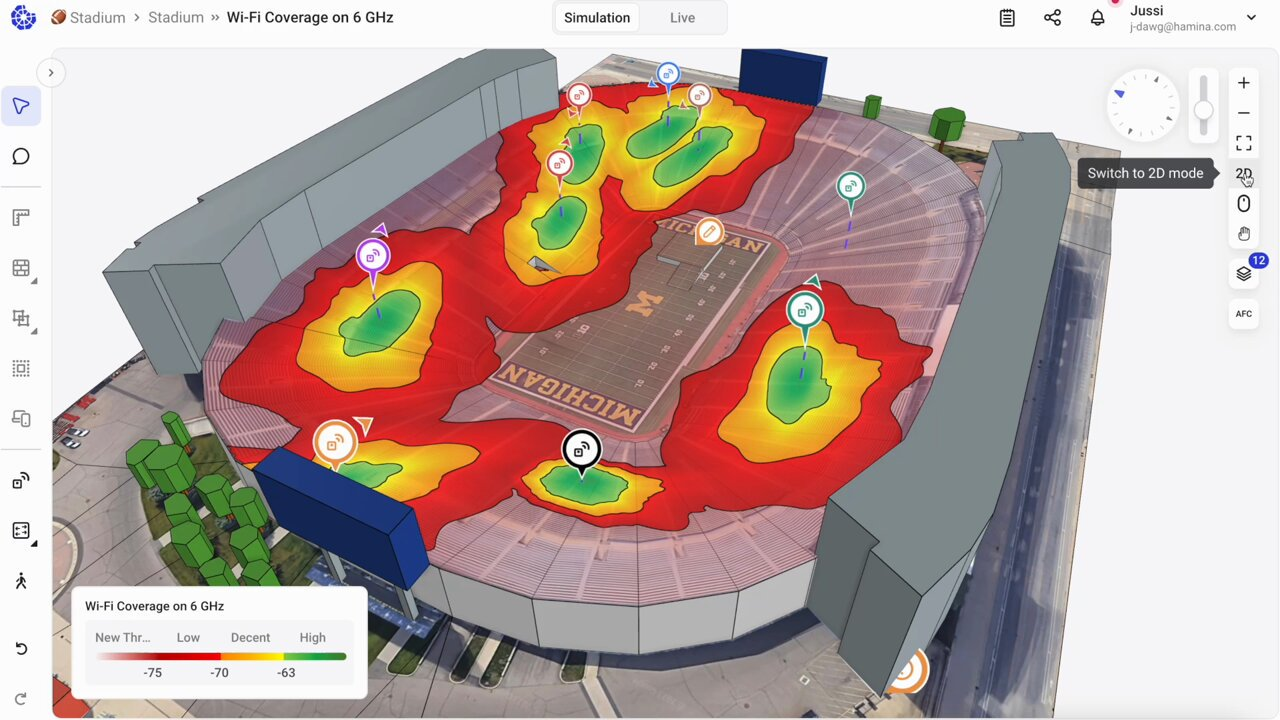 Stadium
Stadium
»
Wi-Fi Coverage on 6 GHz
Simulation
Live
Jussi
j-dawg@hamina.com
Switch to 2D mode
2D
12
AFC
MICHIGAN
M
MICHIGAN
Wi-Fi Coverage on 6 GHz
New Thr... Low Decent High
-75 -70 -63